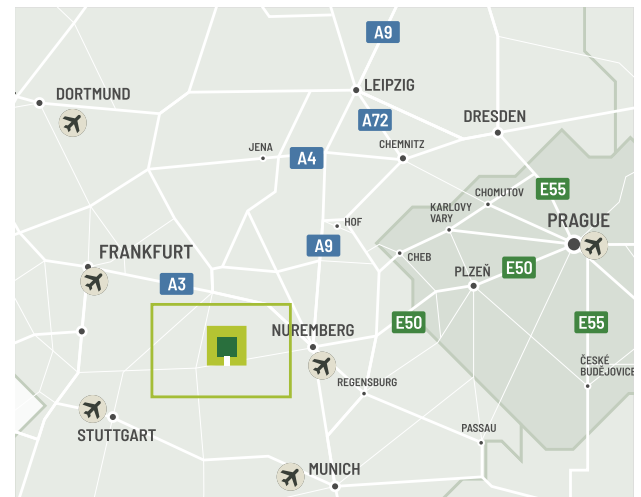 A9
LEIPZIG
DORTMUND
A72
DRESDEN
JENA
A4
CHEMNITZ
E55
CHOMUTOV
KARLOVY
VARY
PRAGUE
HOF
A9
FRANKFURT
CHEB
E50
PLZEŇ
A3
E50
E55
NUREMBERG
ČESKÉ
BUDĚJOVICE
REGENSBURG
STUTTGART
PASSAU
MUNICH